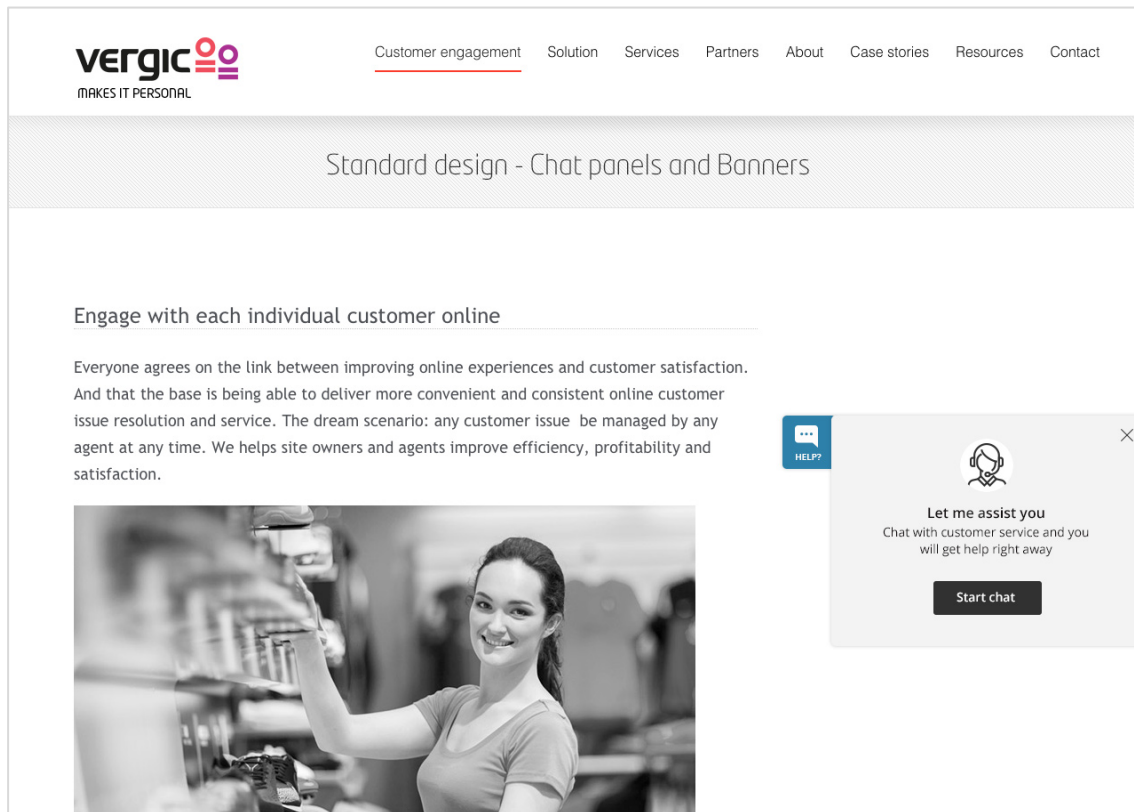 vergic
MAKES IT PERSONAL
Customer engagement Solution Services Partners About Case stories Resources Contact
Standard design - Chat panels and Banners
Engage with each individual customer online
Everyone agrees on the link between improving online experiences and customer satisfaction.
And that the base is being able to deliver more convenient and consistent online customer
issue resolution and service. The dream scenario: any customer issue  be managed by any
agent at any time. We helps site owners and agents improve efficiency, profitability and
satisfaction.
HELP?
Let me assist you
Chat with customer service and you
will get help right away
Start chat